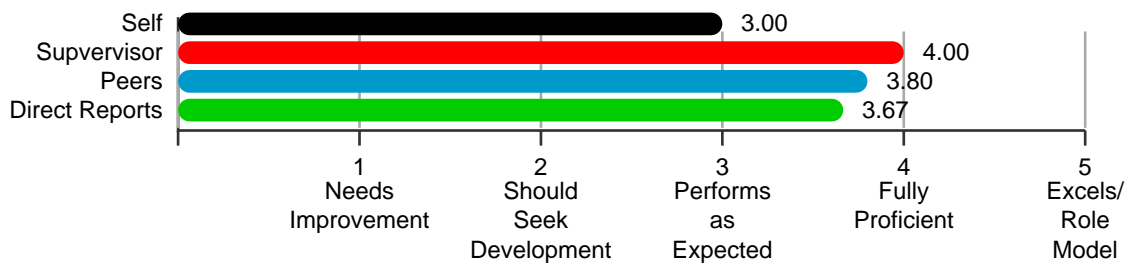 Self 3.00
Supvervisor 4.00
Peers 3.80
Direct Reports 3.67
1 2 3 4 5
Needs Should Performs Fully Excels/
Improvement Seek as Proficient Role
Development Expected Model